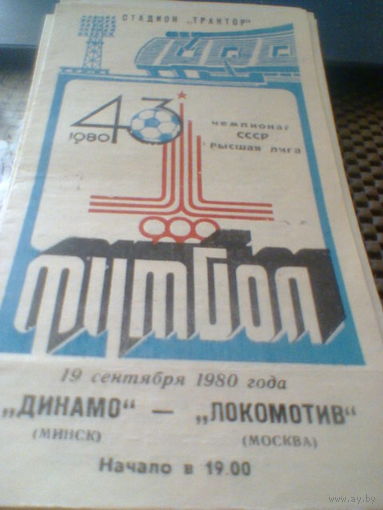 СТАДИОН „ТРАКТОР"
43
1980
чемпионат
СССР
высшая лига
ФУТБОЛ
19 сентября 1980 года
„ДИНАМО" — „ЛОКОМОТИВ"
(МИНСК) (МОСКВА)
Начало в 19.00
www.ay.by